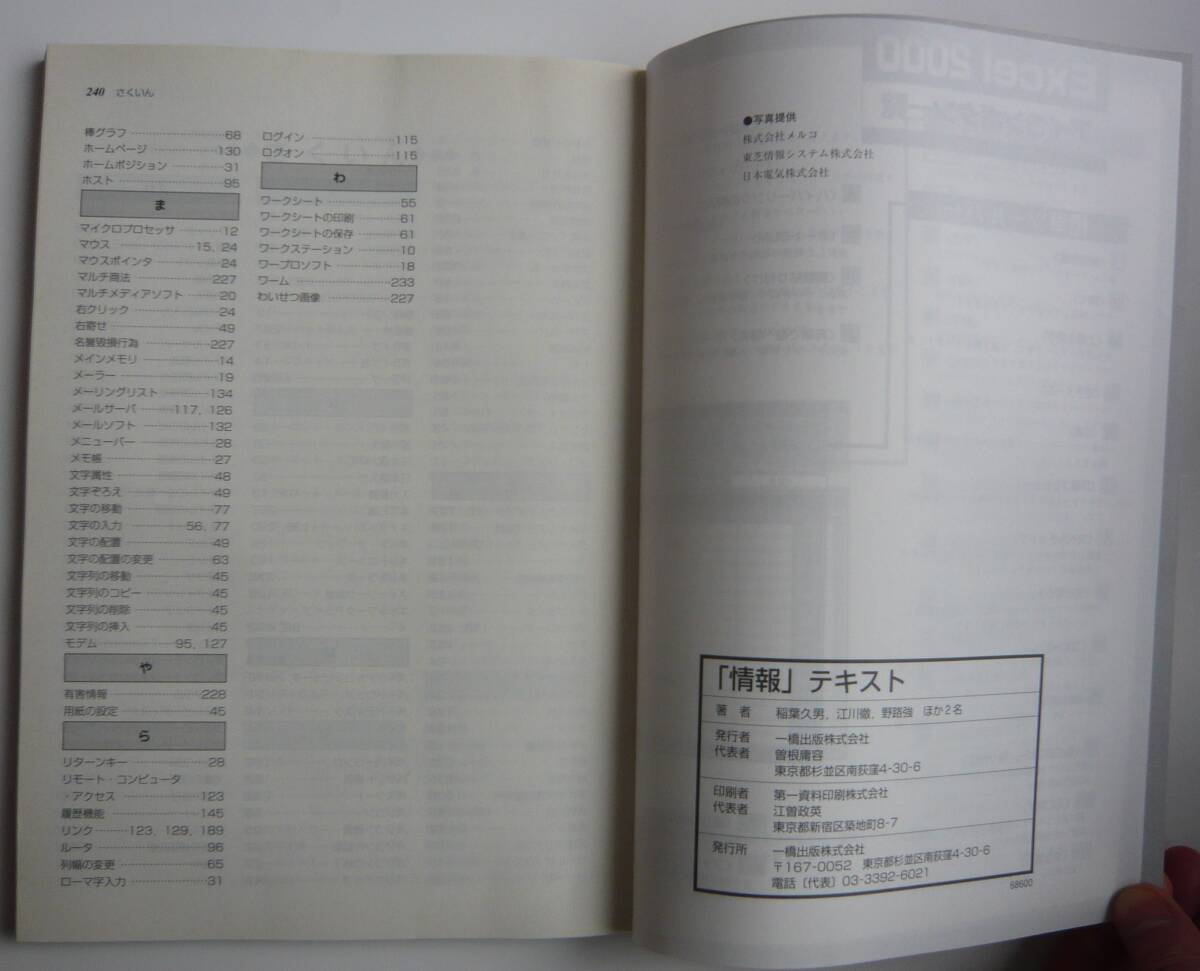 240 さくいん
棒グラフ……68
ホームページ……130
ホームポジション……31
ホスト……95
ま
マイクロプロセッサ……12
マウス……15, 24
マウスポインタ……24
マルチ商法……227
マルチメディアソフト……20
右クリック……24
右寄せ……49
名誉毀損行為……227
メインメモリ……14
メーラー……19
メーリングリスト……134
メールサーバ……117, 126
メールソフト……132
メニューバー……28
メモ帳……27
文字属性……48
文字ぞろえ……49
文字の移動……77
文字の入力……56, 77
文字の配置……49
文字の配置の変更……63
文字列の移動……45
文字列のコピー……45
文字列の削除……45
文字列の挿入……45
モデム……95, 127
や
有害情報……228
用紙の設定……45
ら
リターンキー……28
リモート・コンピュータ
・アクセス……123
履歴機能……145
リンク……123, 129, 189
ルータ……96
列幅の変更……65
ローマ字入力……31
ログイン……115
ログオン……115
わ
ワークシート……55
ワークシートの印刷……61
ワークシートの保存……61
ワークステーション……10
ワープロソフト……18
ワーム……233
わいせつ画像……227
●写真提供
株式会社メルコ
東芝情報システム株式会社
日本電気株式会社
「情報」テキスト
著者 稲葉久男，江川徹，野路強 ほか2名
発行者 一橋出版株式会社
代表者 曽根庸容
東京都杉並区南荻窪4-30-6
印刷者 第一資料印刷株式会社
代表者 江曽政英
東京都新宿区築地町8-7
発行所 一橋出版株式会社
〒167-0052 東京都杉並区南荻窪4-30-6
電話〔代表〕03-3392-6021
68600
Excel 2000